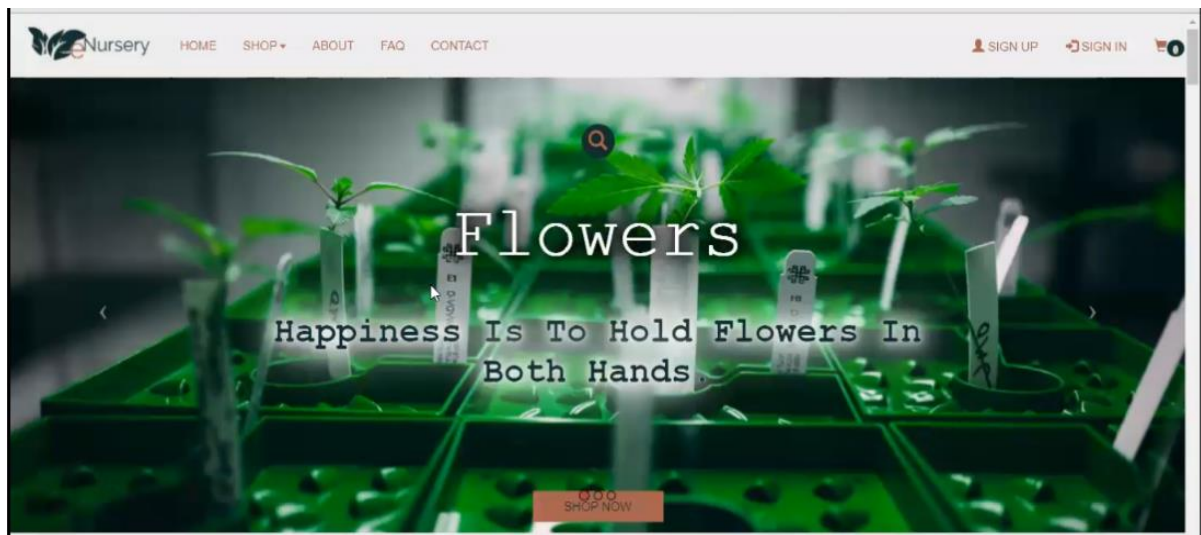 eNursery HOME SHOP ABOUT FAQ CONTACT SIGN UP SIGN IN 0
Flowers
Happiness Is To Hold Flowers In
Both Hands.
SHOP NOW